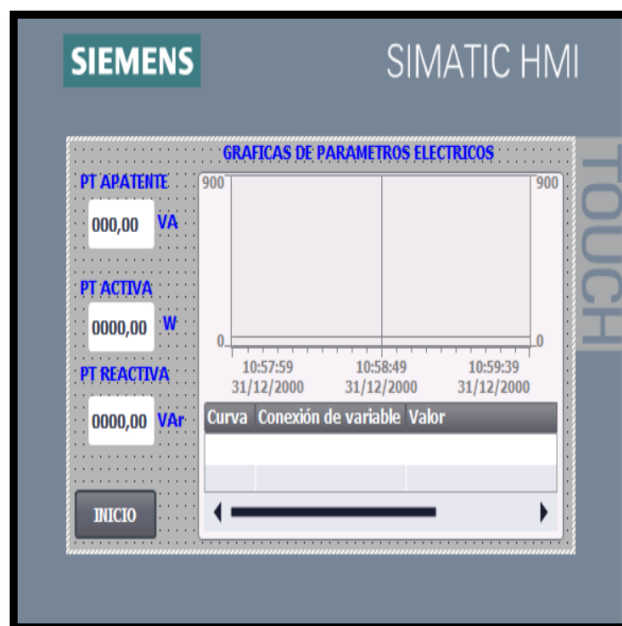 SIEMENS
SIMATIC HMI
TOUCH
GRAFICAS DE PARAMETROS ELECTRICOS
PT APATENTE
000,00 VA
PT ACTIVA
0000,00 W
PT REACTIVA
0000,00 VAr
INICIO
900 900
0 0
10:57:59 10:58:49 10:59:39
31/12/2000 31/12/2000 31/12/2000
Curva Conexión de variable Valor